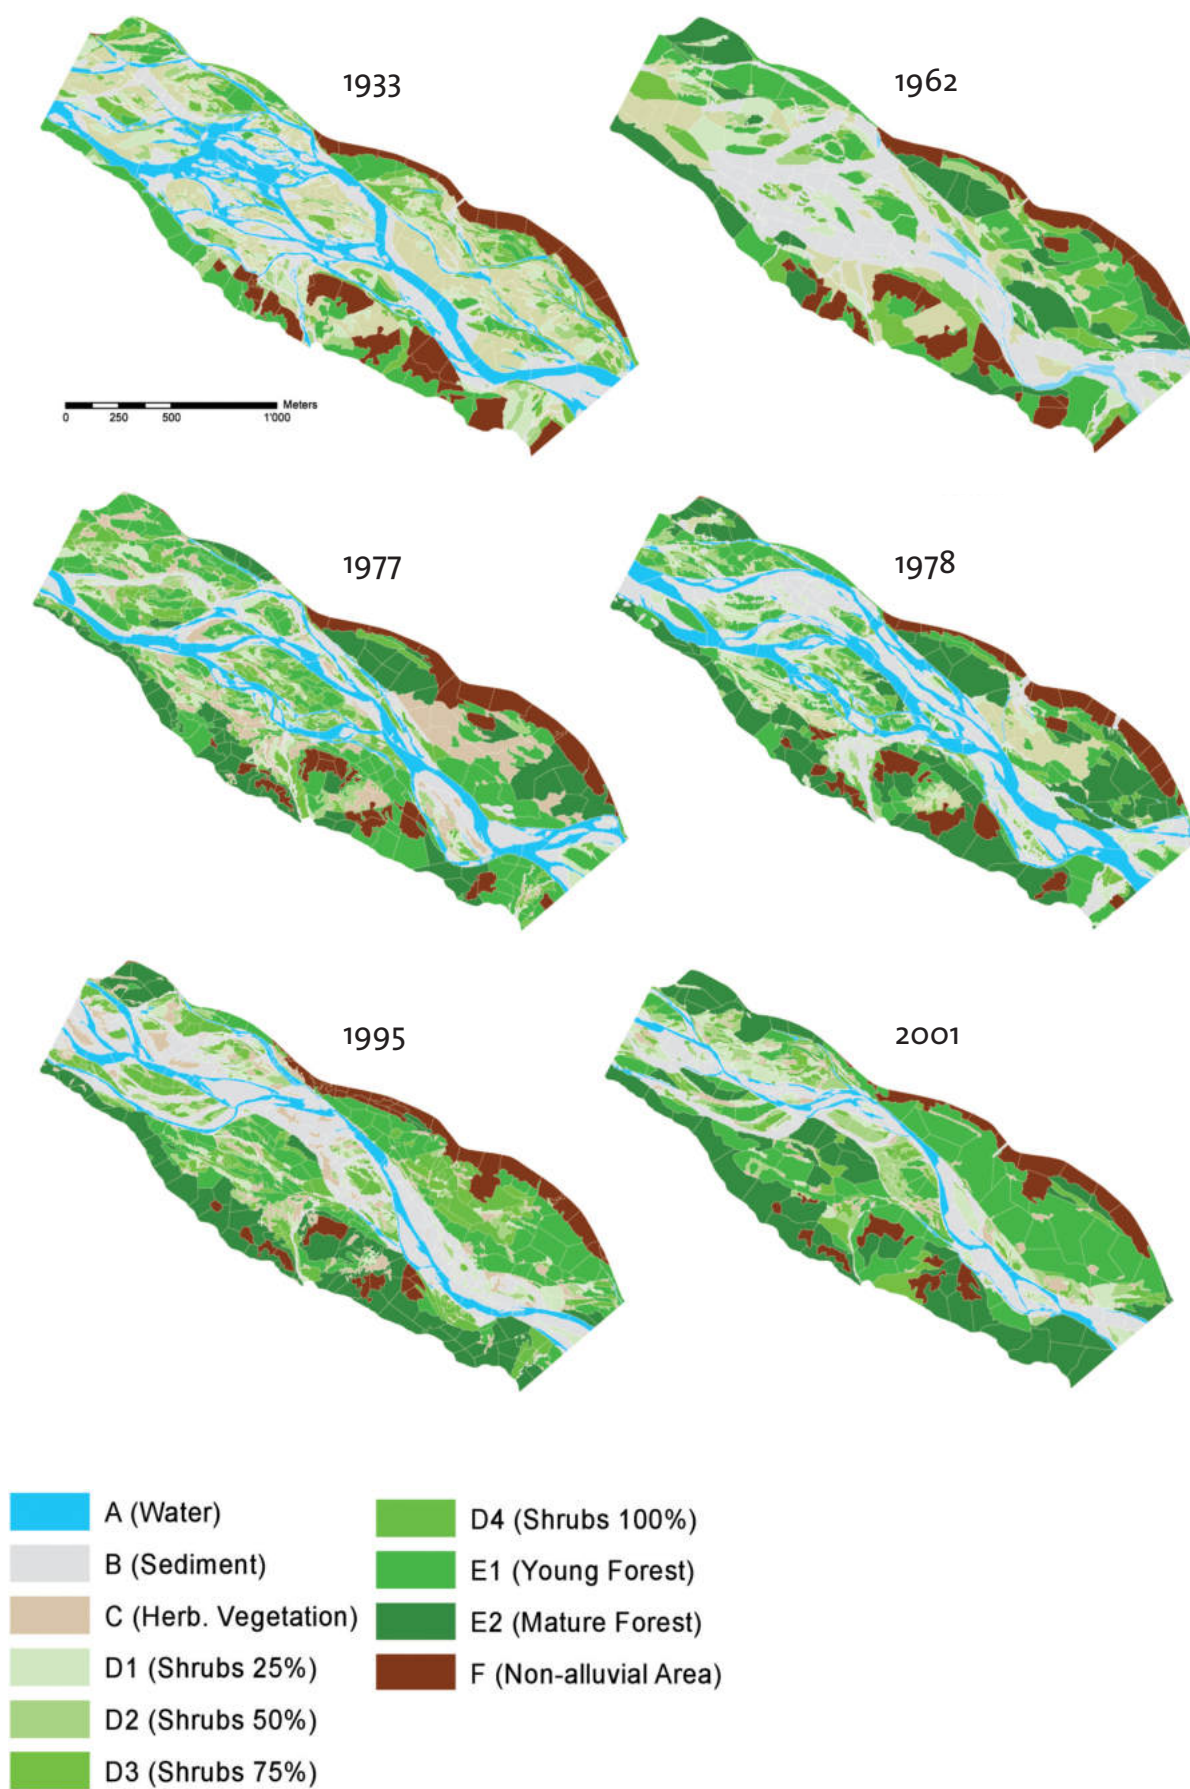 1933
1962
Meters
0 250 500 1'000
1977
1978
1995
2001
A (Water)
B (Sediment)
C (Herb. Vegetation)
D1 (Shrubs 25%)
D2 (Shrubs 50%)
D3 (Shrubs 75%)
D4 (Shrubs 100%)
E1 (Young Forest)
E2 (Mature Forest)
F (Non-alluvial Area)